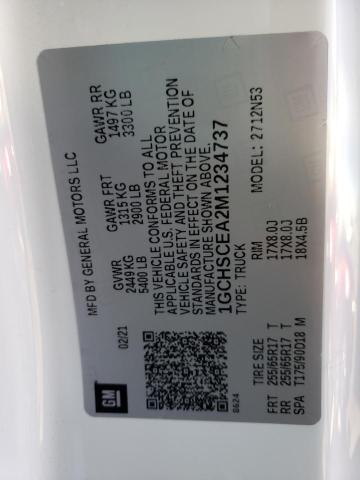 GM
MFD BY GENERAL MOTORS LLC
02/21
GVWR
2449 KG
5400 LB
GAWR FRT
1315 KG
2900 LB
GAWR RR
1497 KG
3300 LB
THIS VEHICLE CONFORMS TO ALL
APPLICABLE U.S. FEDERAL MOTOR
VEHICLE SAFETY AND THEFT PREVENTION
STANDARDS IN EFFECT ON THE DATE OF
MANUFACTURE SHOWN ABOVE.
1GCHSCEA2M1234737
TYPE: TRUCK
MODEL: 2712N53
8624
TIRE SIZE RIM
FRT 255/65R17 T 17X8.0J
RR 255/65R17 T 17X8.0J
SPA T175/90D18 M 18X4.5B